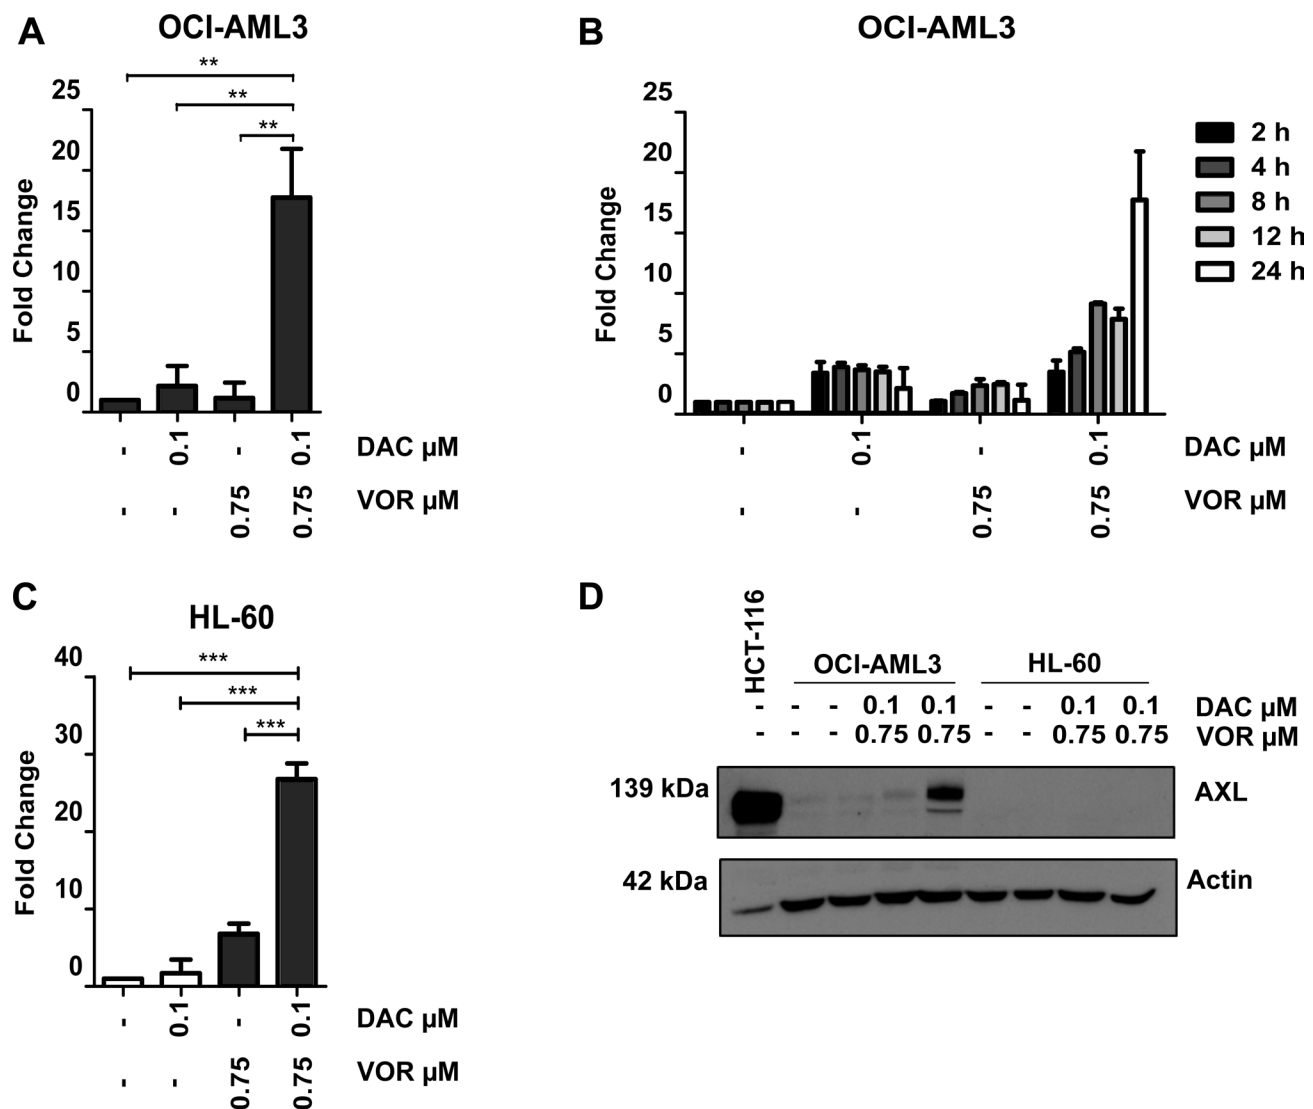 A
OCI-AML3
**
**
**
25
20
15
10
5
0
Fold Change
- 0.1 - 0.1 DAC µM
- - 0.75 0.75 VOR µM
B
OCI-AML3
25
20
15
10
5
0
Fold Change
2 h
4 h
8 h
12 h
24 h
- 0.1 - 0.1 DAC µM
- - 0.75 0.75 VOR µM
C
HL-60
***
***
***
40
30
20
10
0
Fold Change
- 0.1 - 0.1 DAC µM
- - 0.75 0.75 VOR µM
D
HCT-116
OCI-AML3 HL-60
- - - 0.1 0.1 - - 0.1 0.1 DAC µM
- - - 0.75 0.75 - - 0.75 0.75 VOR µM
139 kDa AXL
42 kDa Actin